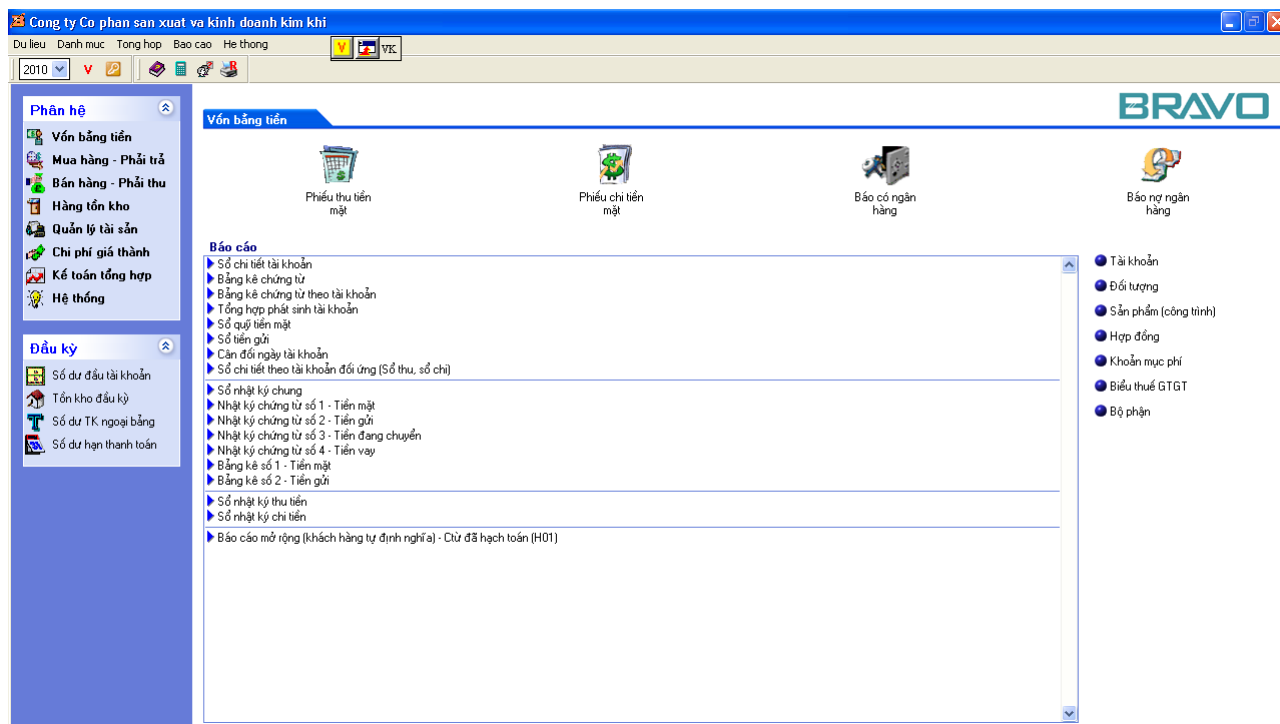 Cong ty Co phan san xuat va kinh doanh kim khi
Du lieu Danh muc Tong hop Bao cao He thong
V VK
2010 V
BRAVO
Phân hệ
Vốn bằng tiền
Mua hàng - Phải trả
Bán hàng - Phải thu
Hàng tồn kho
Quản lý tài sản
Chi phí giá thành
Kế toán tổng hợp
Hệ thống
Đầu kỳ
Số dư đầu tài khoản
Tồn kho đầu kỳ
Số dư TK ngoại bảng
Số dư hạn thanh toán
Vốn bằng tiền
Phiếu thu tiền
mặt
Phiếu chi tiền
mặt
Báo có ngân
hàng
Báo nợ ngân
hàng
Báo cáo
Sổ chi tiết tài khoản
Bảng kê chứng từ
Bảng kê chứng từ theo tài khoản
Tổng hợp phát sinh tài khoản
Sổ quỹ tiền mặt
Sổ tiền gửi
Cân đối ngày tài khoản
Sổ chi tiết theo tài khoản đối ứng (Sổ thu, sổ chi)
Sổ nhật ký chung
Nhật ký chứng từ số 1 - Tiền mặt
Nhật ký chứng từ số 2 - Tiền gửi
Nhật ký chứng từ số 3 - Tiền đang chuyển
Nhật ký chứng từ số 4 - Tiền vay
Bảng kê số 1 - Tiền mặt
Bảng kê số 2 - Tiền gửi
Sổ nhật ký thu tiền
Sổ nhật ký chi tiền
Báo cáo mở rộng (khách hàng tự định nghĩa) - Ctừ đã hạch toán (H01)
Tài khoản
Đối tượng
Sản phẩm (công trình)
Hợp đồng
Khoản mục phí
Biểu thuế GTGT
Bộ phận